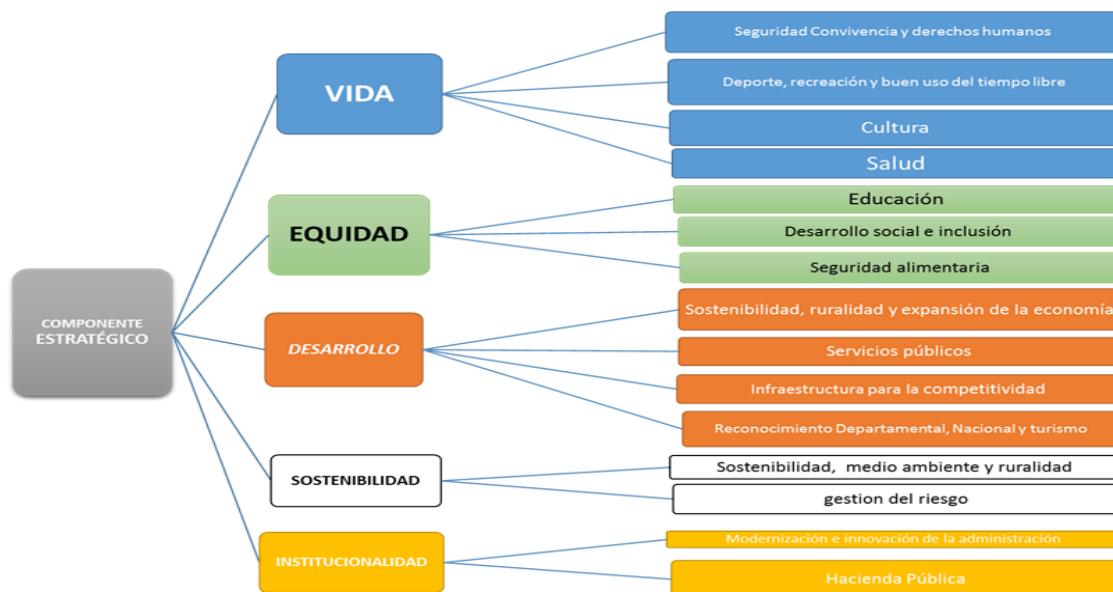 COMPONENTE
ESTRATÉGICO
VIDA
Seguridad Convivencia y derechos humanos
Deporte, recreación y buen uso del tiempo libre
Cultura
Salud
EQUIDAD
Educación
Desarrollo social e inclusión
Seguridad alimentaria
DESARROLLO
Sostenibilidad, ruralidad y expansión de la economía
Servicios públicos
Infraestructura para la competitividad
Reconocimiento Departamental, Nacional y turismo
SOSTENIBILIDAD
Sostenibilidad, medio ambiente y ruralidad
gestion del riesgo
INSTITUCIONALIDAD
Modernización e innovación de la administración
Hacienda Pública